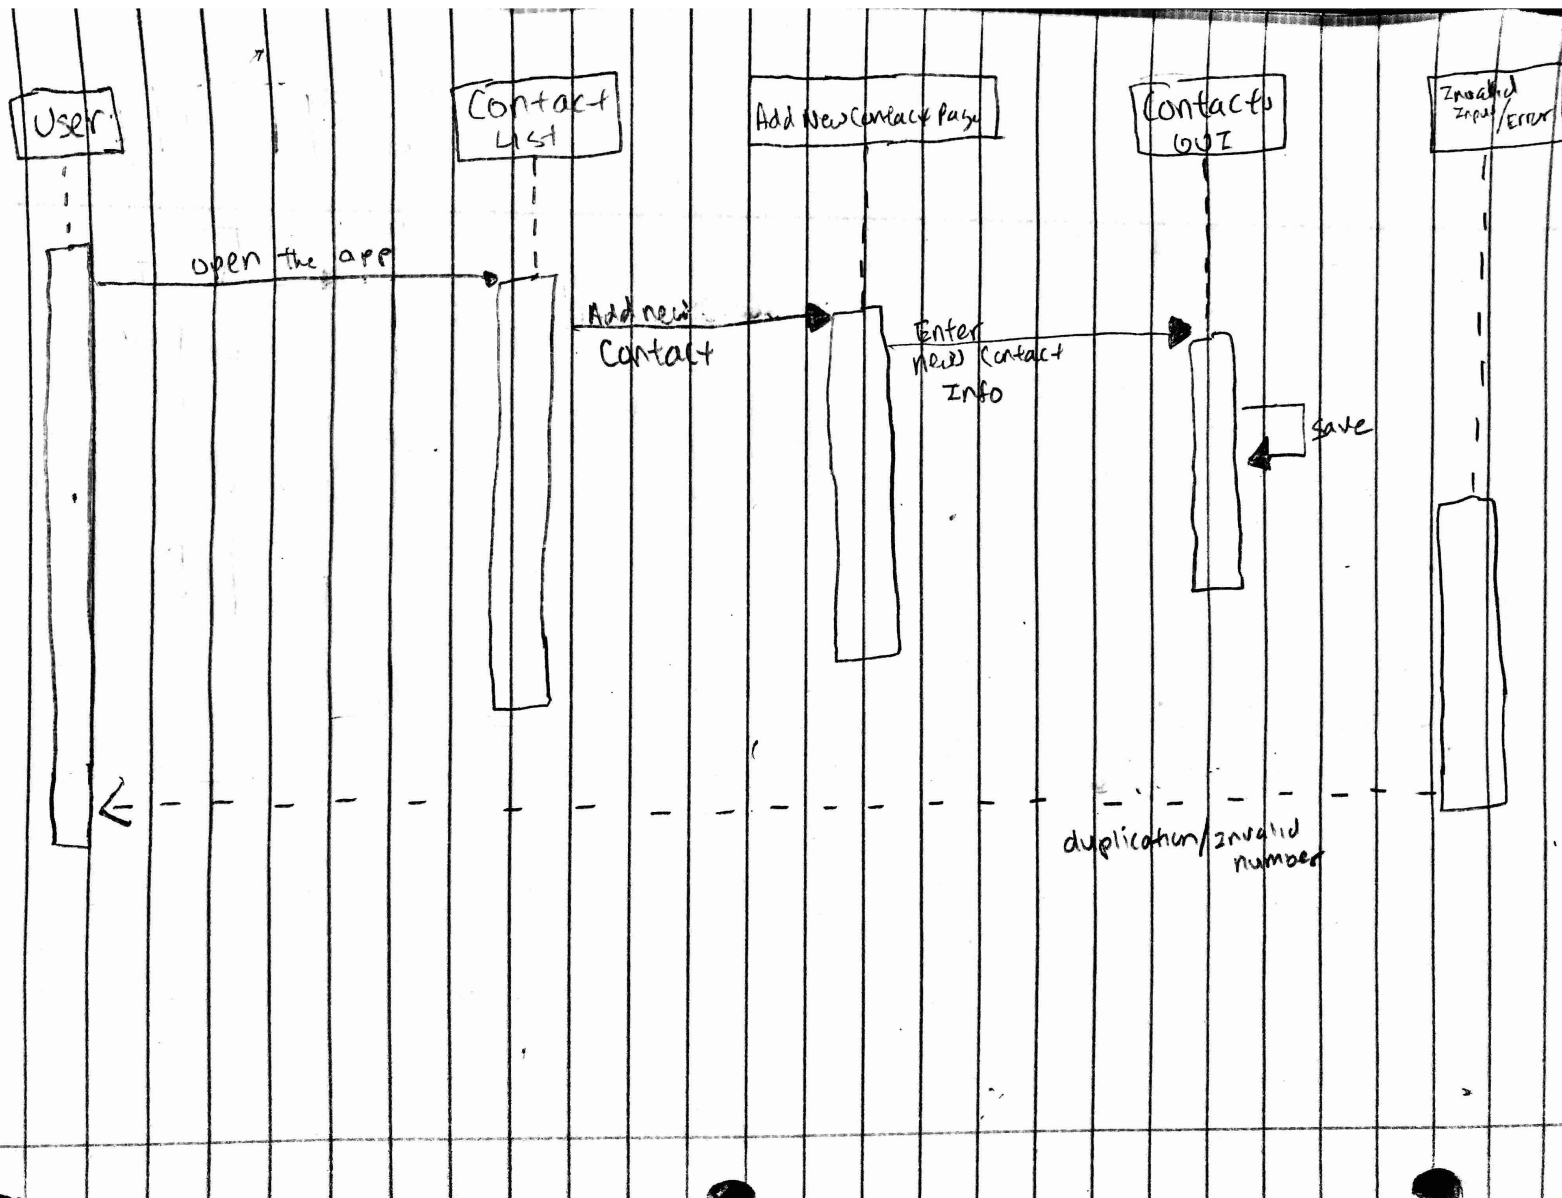 User
Contact
List
Add New Contact Page
Contacts
GUI
Invalid
Input/Error
open the app
Add new
Contact
Enter
new Contact
Info
save
duplication/Invalid
number